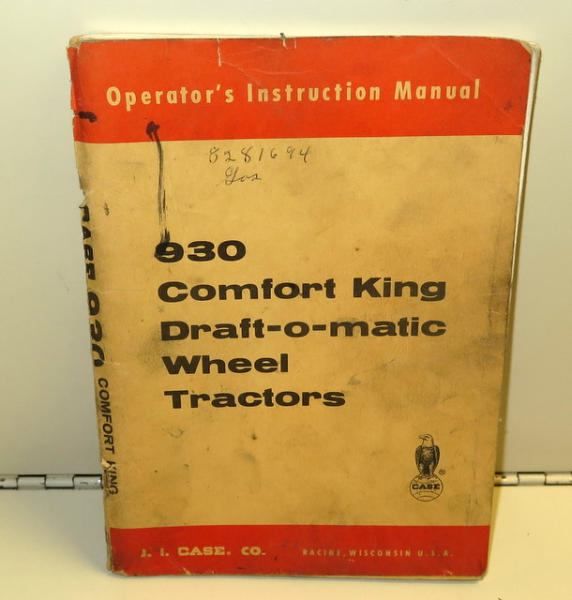 Operator's Instruction Manual
8281694
Gas
930
Comfort King
Draft-o-matic
Wheel
Tractors
CASE
®
J. I. CASE. CO.
RACINE, WISCONSIN U.S.A.
CASE 930 COMFORT KING